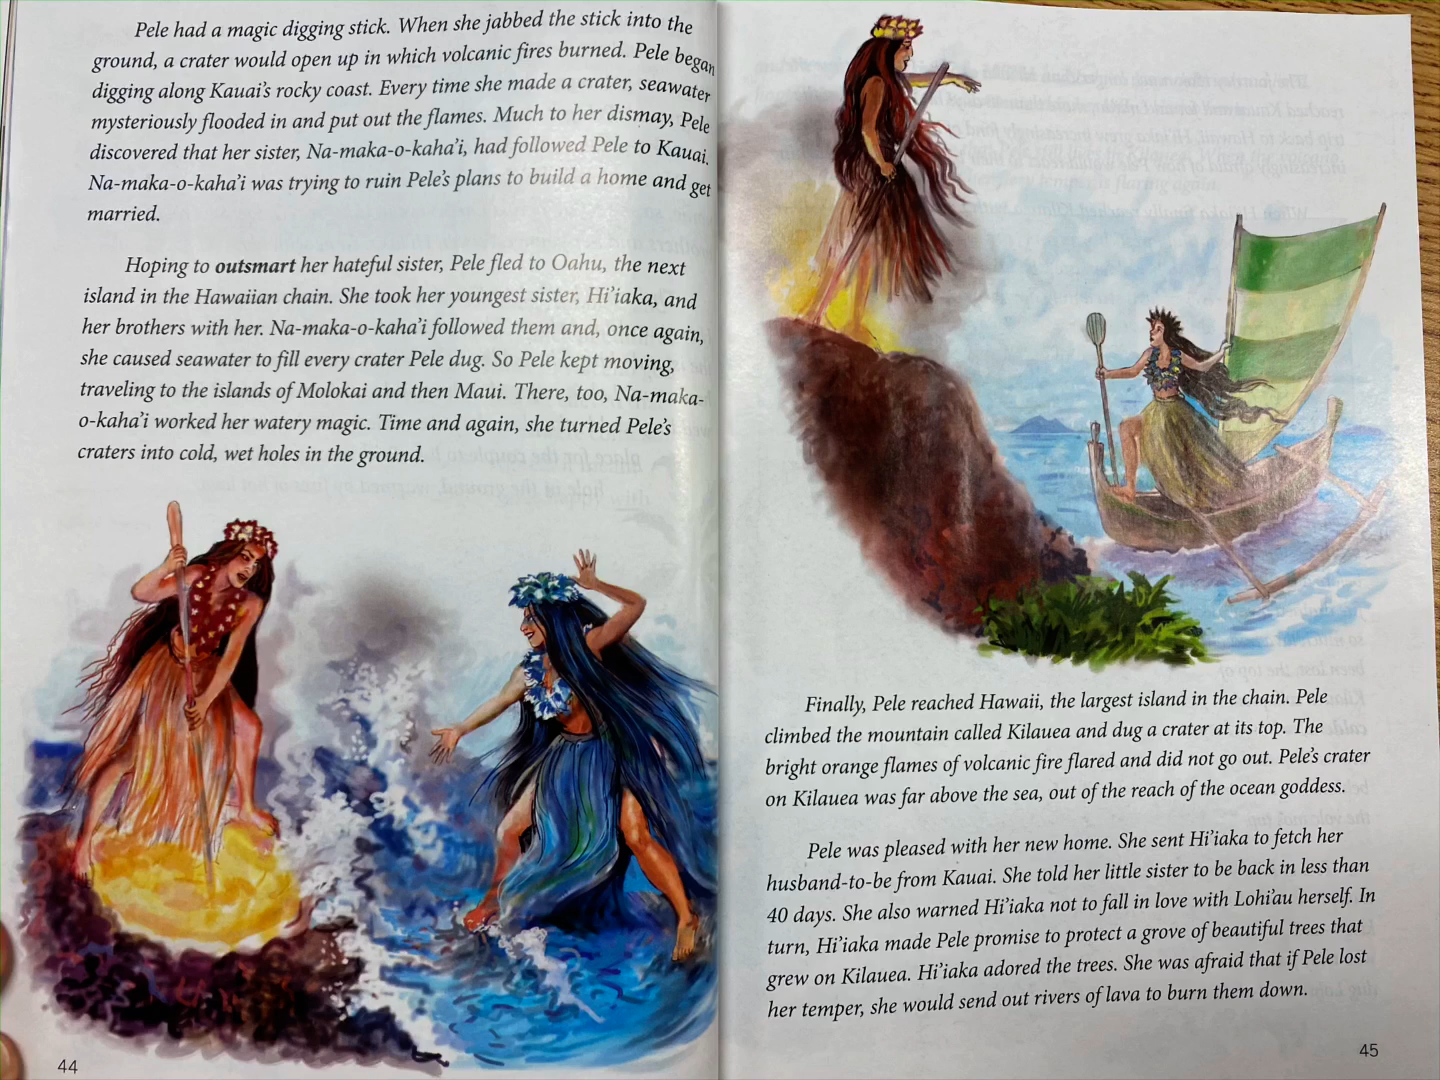 Pele had a magic digging stick. When she jabbed the stick into the
ground, a crater would open up in which volcanic fires burned. Pele began
digging along Kauai's rocky coast. Every time she made a crater, seawater
mysteriously flooded in and put out the flames. Much to her dismay, Pele
discovered that her sister, Na-maka-o-kaha'i, had followed Pele to Kauai.
Na-maka-o-kaha'i was trying to ruin Pele's plans to build a home and get
married.
Hoping to outsmart her hateful sister, Pele fled to Oahu, the next
island in the Hawaiian chain. She took her youngest sister, Hi'iaka, and
her brothers with her. Na-maka-o-kaha'i followed them and, once again,
she caused seawater to fill every crater Pele dug. So Pele kept moving,
traveling to the islands of Molokai and then Maui. There, too, Na-maka-
o-kaha'i worked her watery magic. Time and again, she turned Pele's
craters into cold, wet holes in the ground.
44
Finally, Pele reached Hawaii, the largest island in the chain. Pele
climbed the mountain called Kilauea and dug a crater at its top. The
bright orange flames of volcanic fire flared and did not go out. Pele's crater
on Kilauea was far above the sea, out of the reach of the ocean goddess.
Pele was pleased with her new home. She sent Hi'iaka to fetch her
husband-to-be from Kauai. She told her little sister to be back in less than
40 days. She also warned Hi'iaka not to fall in love with Lohi'au herself. In
turn, Hi'iaka made Pele promise to protect a grove of beautiful trees that
grew on Kilauea. Hi'iaka adored the trees. She was afraid that if Pele lost
her temper, she would send out rivers of lava to burn them down.
45